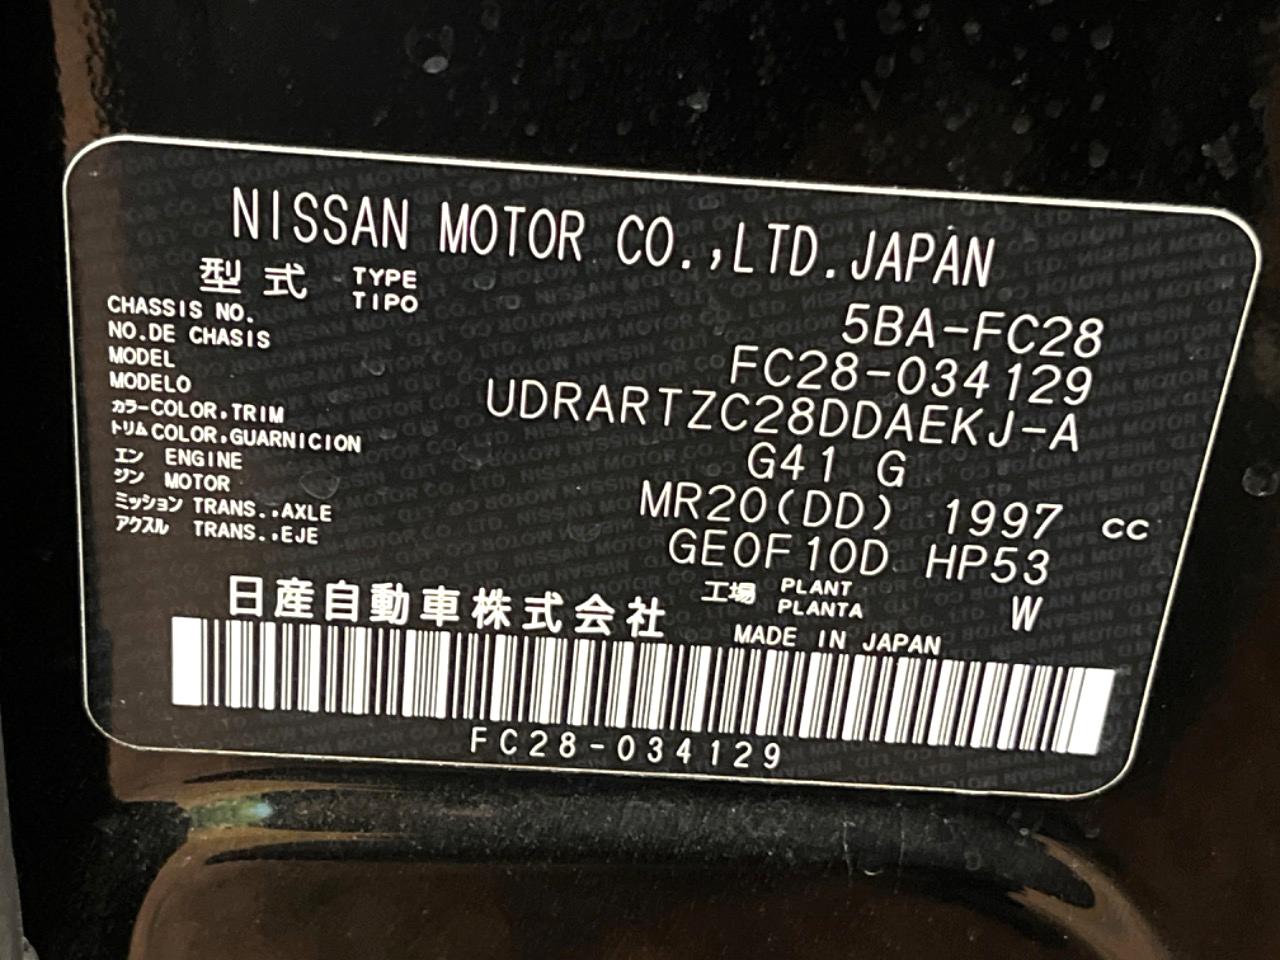 NISSAN MOTOR CO.,LTD.JAPAN
型式 TYPE TIPO 5BA-FC28
CHASSIS NO.
NO.DE CHASIS FC28-034129
MODEL
MODELO UDRARTZC28DDAEKJ-A
カラー COLOR,TRIM
トリム COLOR,GUARNICION G41 G
エン ENGINE
ジン MOTOR MR20(DD) 1997 cc
ミッション TRANS.,AXLE
アクスル TRANS.,EJE GE0F10D HP53
工場 PLANT PLANTA W
日産自動車株式会社 MADE IN JAPAN
FC28-034129